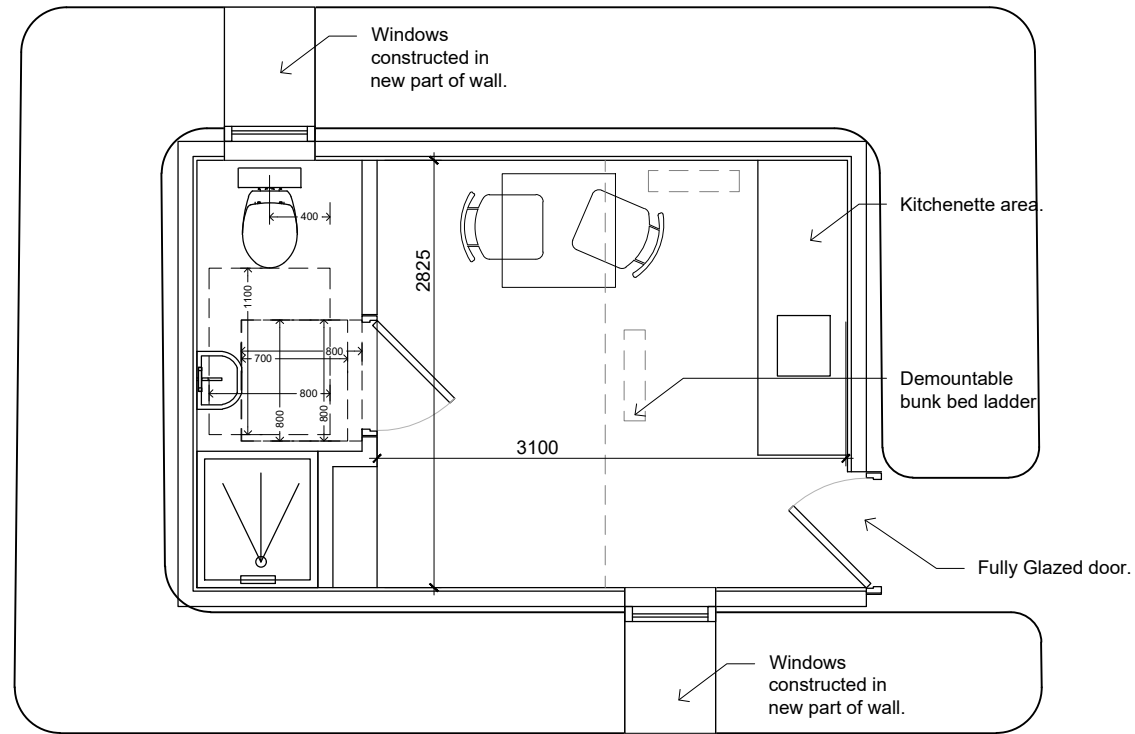 Windows
constructed in
new part of wall.
400
Kitchenette area.
2825
1100
800
700
800
800
800
Demountable
bunk bed ladder
3100
Fully Glazed door.
Windows
constructed in
new part of wall.